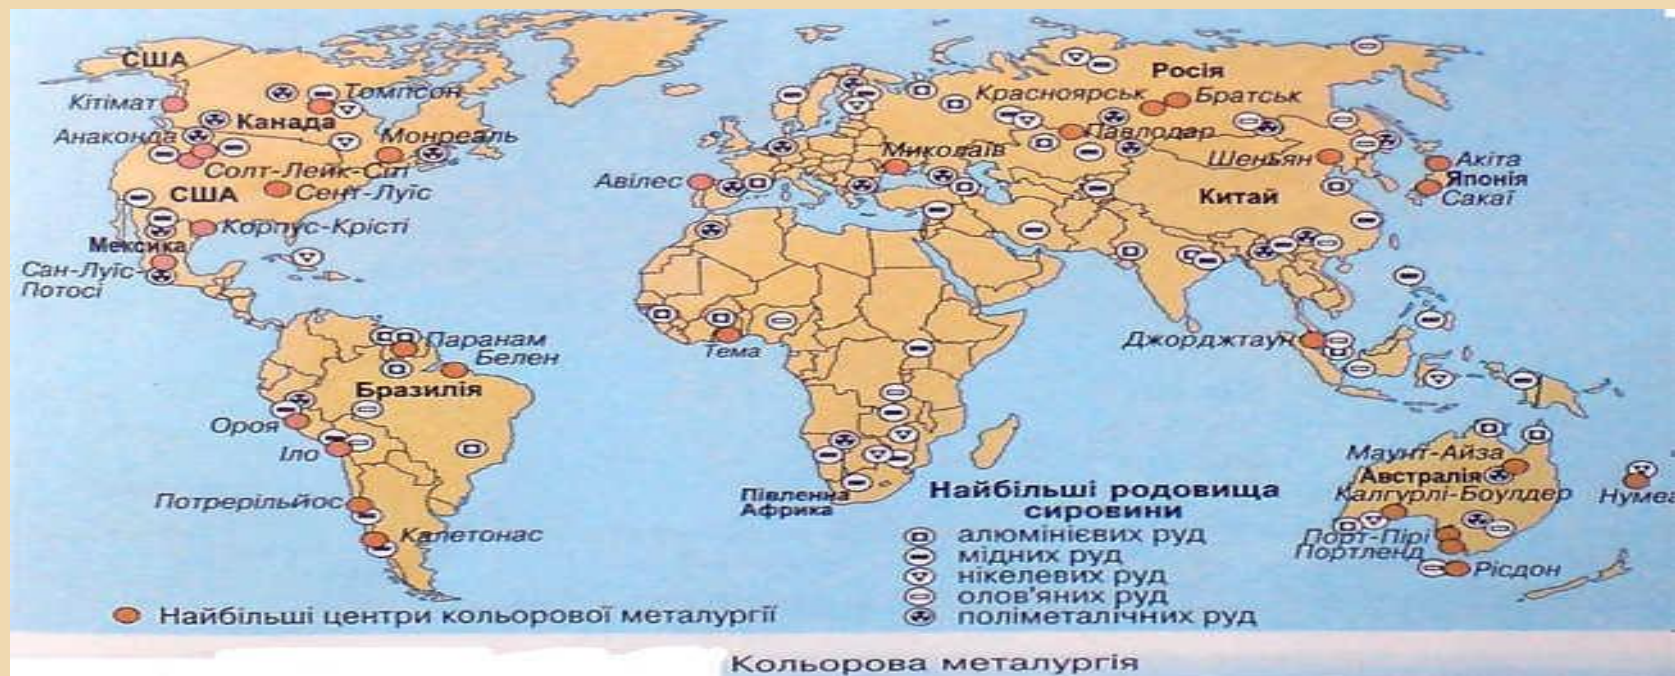 США
Кітімат
Томпсон
Канада
Анаконда
Монреаль
Солт-Лейк-Сіті
США
Сент-Луїс
Корпус-Крісті
Мексика
Сан-Луїс-
Потосі
Паранам
Белен
Бразилія
Ороя
Іло
Потрерільйос
Калетонас
Авілес
Миколаїв
Тема
Південна
Африка
Росія
Красноярськ
Братськ
Павлодар
Шеньян
Акіта
Японія
Сакаї
Китай
Джорджтаун
Маунт-Айза
Австралія
Калгурлі-Боулдер
Нумеа
Порт-Пірі
Портленд
Рісдон
Найбільші родовища
сировини
алюмінієвих руд
мідних руд
нікелевих руд
олов'яних руд
поліметалічних руд
Найбільші центри кольорової металургії
Кольорова металургія